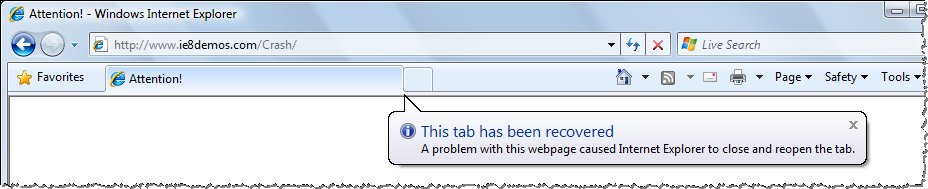 Attention! - Windows Internet Explorer
http://www.ie8demos.com/Crash/
Live Search
Favorites
Attention!
Page
Safety
Tools
This tab has been recovered
A problem with this webpage caused Internet Explorer to close and reopen the tab.